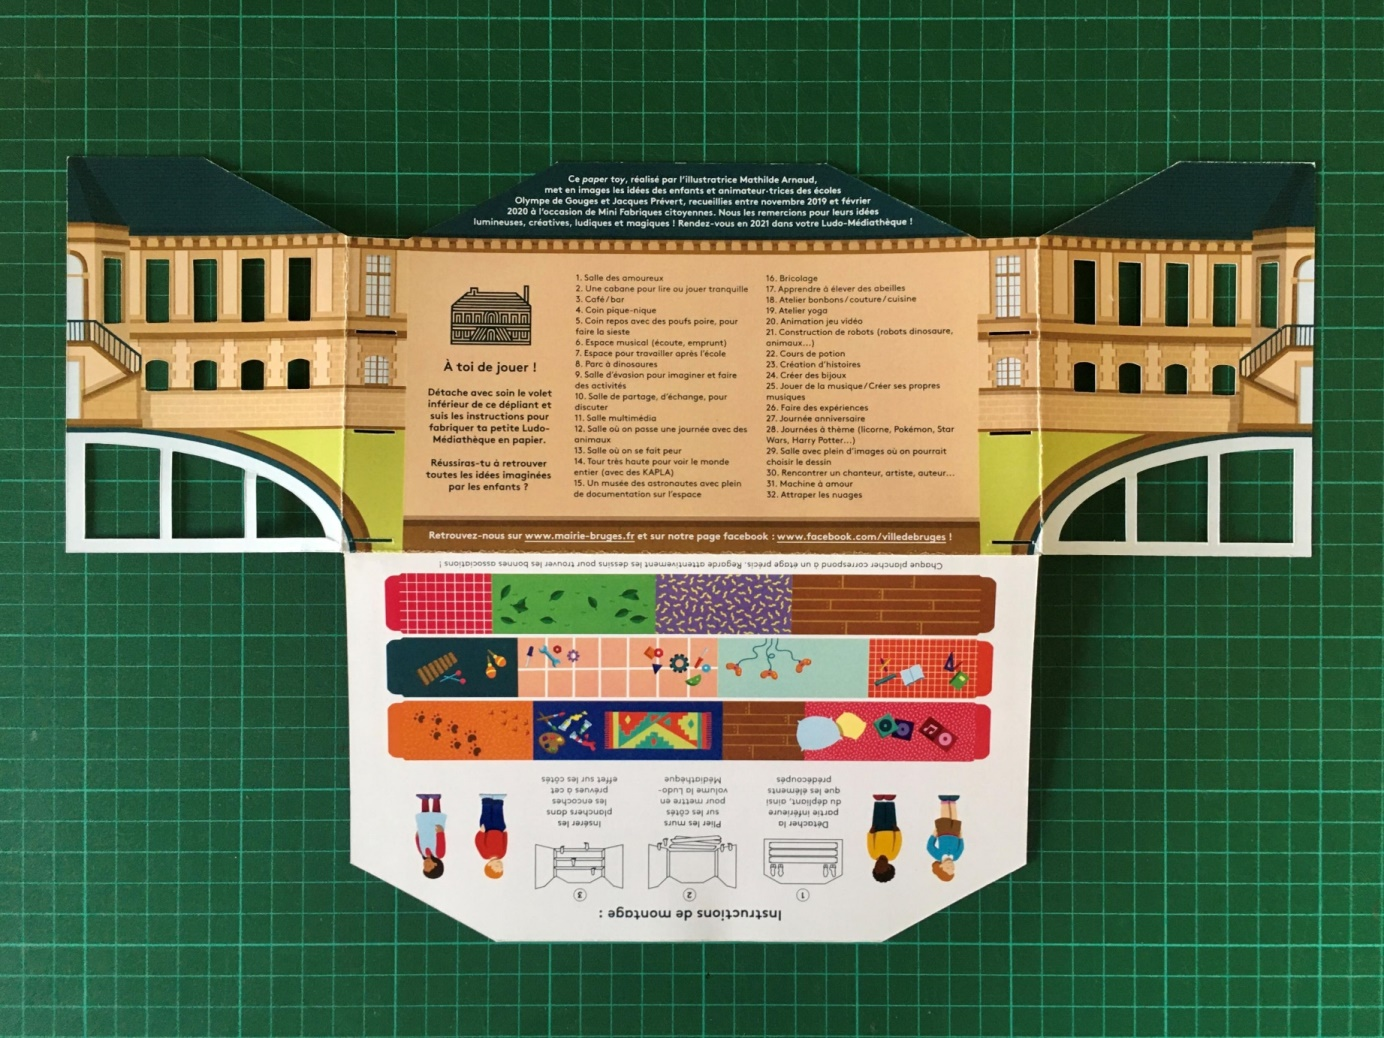 Ce paper toy, réalisé par l'illustratrice Mathilde Arnaud,
met en images les idées des enfants et animateur·trices des écoles
Olympe de Gouges et Jacques Prévert, recueillies entre novembre 2019 et février
2020 à l'occasion de Mini Fabriques citoyennes. Nous les remercions pour leurs idées
lumineuses, créatives, ludiques et magiques ! Rendez-vous en 2021 dans votre Ludo-Médiathèque !
À toi de jouer !
Détache avec soin le volet
inférieur de ce dépliant et
suis les instructions pour
fabriquer ta petite Ludo-
Médiathèque en papier.
Réussiras-tu à retrouver
toutes les idées imaginées
par les enfants ?
1. Salle des amoureux
2. Une cabane pour lire ou jouer tranquille
3. Café/bar
4. Coin pique-nique
5. Coin repos avec des poufs poire, pour
faire la sieste
6. Espace musical (écoute, emprunt)
7. Espace pour travailler après l'école
8. Parc à dinosaures
9. Salle d'évasion pour imaginer et faire
des activités
10. Salle de partage, d'échange, pour
discuter
11. Salle multimédia
12. Salle où on passe une journée avec des
animaux
13. Salle où on se fait peur
14. Tour très haute pour voir le monde
entier (avec des KAPLA)
15. Un musée des astronautes avec plein
de documentation sur l'espace
16. Bricolage
17. Apprendre à élever des abeilles
18. Atelier bonbons/couture/cuisine
19. Atelier yoga
20. Animation jeu vidéo
21. Construction de robots (robots dinosaure,
animaux...)
22. Cours de potion
23. Création d'histoires
24. Créer des bijoux
25. Jouer de la musique/Créer ses propres
musiques
26. Faire des expériences
27. Journée anniversaire
28. Journées à thème (licorne, Pokémon, Star
Wars, Harry Potter...)
29. Salle avec plein d'images où on pourrait
choisir le dessin
30. Rencontrer un chanteur, artiste, auteur...
31. Machine à amour
32. Attraper les nuages
Retrouvez-nous sur www.mairie-bruges.fr et sur notre page facebook : www.facebook.com/villedebruges !
Instructions de montage :
1
Détacher la
partie inférieure
du dépliant, ainsi
que les éléments
prédécoupés
2
Plier les murs
sur les côtés
pour mettre en
volume la Ludo-
Médiathèque
3
Insérer les
planchers dans
les encoches
prévues à cet
effet sur les côtés
Chaque plancher correspond à un étage précis. Regarde attentivement les dessins pour trouver les bonnes associations !